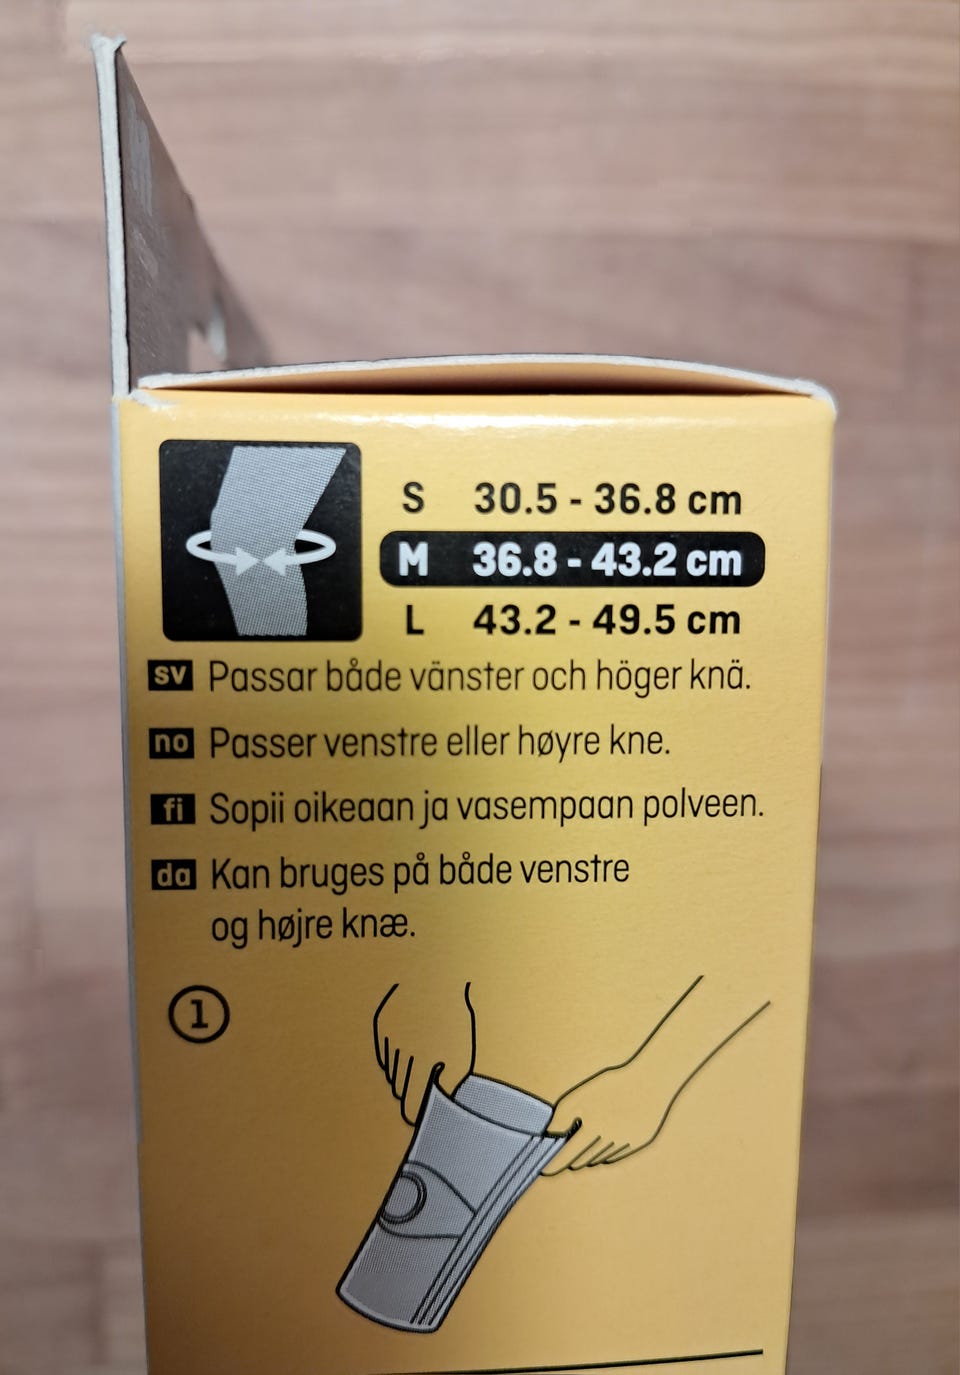 S 30.5 - 36.8 cm
M 36.8 - 43.2 cm
L 43.2 - 49.5 cm
sv Passar både vänster och höger knä.
no Passer venstre eller høyre kne.
fi Sopii oikeaan ja vasempaan polveen.
da Kan bruges på både venstre
og højre knæ.
1